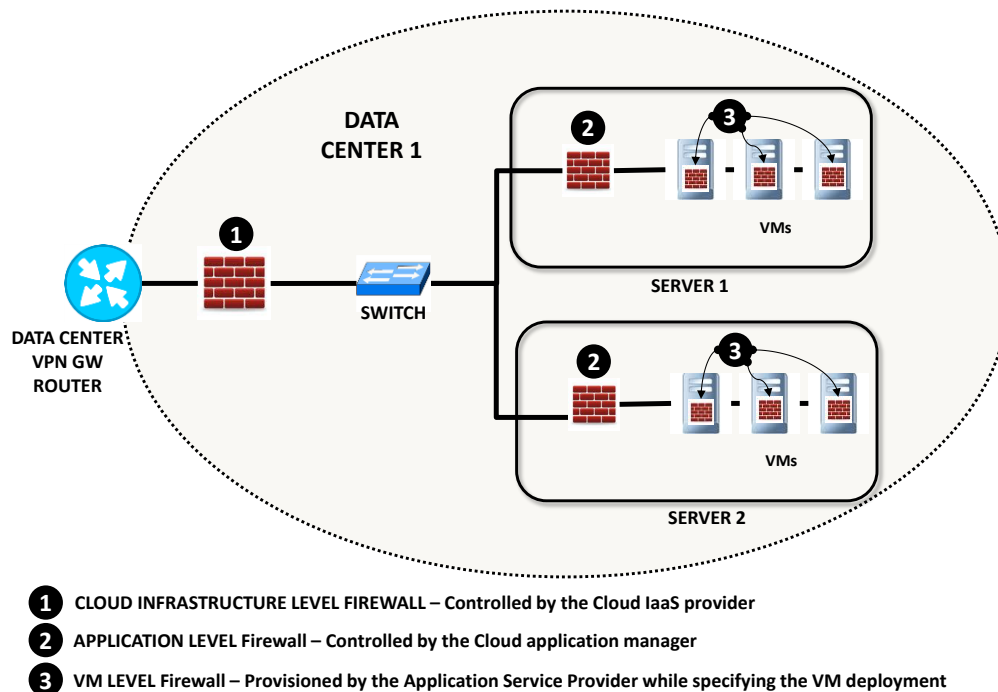 DATA
CENTER 1
2
3
VMs
SERVER 1
1
SWITCH
DATA CENTER
VPN GW
ROUTER
2
3
VMs
SERVER 2
1 CLOUD INFRASTRUCTURE LEVEL FIREWALL – Controlled by the Cloud IaaS provider
2 APPLICATION LEVEL Firewall – Controlled by the Cloud application manager
3 VM LEVEL Firewall – Provisioned by the Application Service Provider while specifying the VM deployment